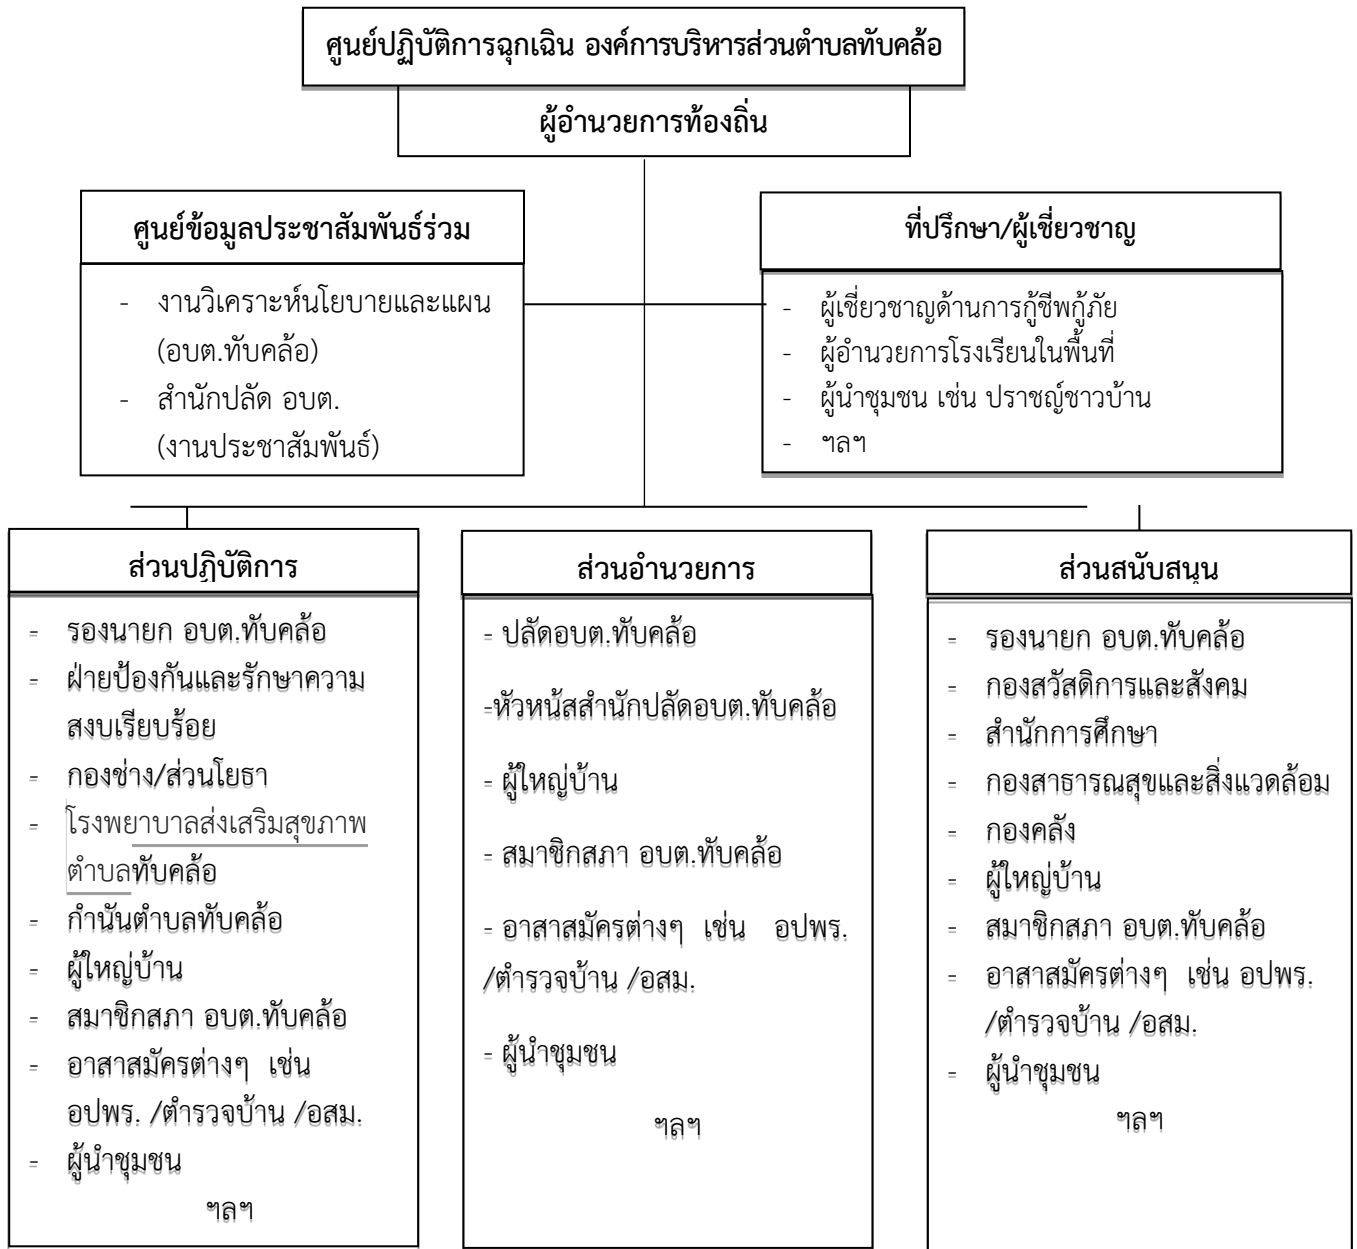 ศูนย์ปฏิบัติการฉุกเฉิน องค์การบริหารส่วนตำบลทับคล้อ
ผู้อำนวยการท้องถิ่น
ศูนย์ข้อมูลประชาสัมพันธ์ร่วม
- งานวิเคราะห์นโยบายและแผน
(อบต.ทับคล้อ)
- สำนักปลัด อบต.
(งานประชาสัมพันธ์)
ที่ปรึกษา/ผู้เชี่ยวชาญ
- ผู้เชี่ยวชาญด้านการกู้ชีพกู้ภัย
- ผู้อำนวยการโรงเรียนในพื้นที่
- ผู้นำชุมชน เช่น ปราชญ์ชาวบ้าน
- ฯลฯ
ส่วนปฏิบัติการ
- รองนายก อบต.ทับคล้อ
- ฝ่ายป้องกันและรักษาความ
สงบเรียบร้อย
- กองช่าง/ส่วนโยธา
- โรงพยาบาลส่งเสริมสุขภาพ
ตำบลทับคล้อ
- กำนันตำบลทับคล้อ
- ผู้ใหญ่บ้าน
- สมาชิกสภา อบต.ทับคล้อ
- อาสาสมัครต่างๆ เช่น
อปพร. /ตำรวจบ้าน /อสม.
- ผู้นำชุมชน
ฯลฯ
ส่วนอำนวยการ
- ปลัดอบต.ทับคล้อ
-หัวหน้สสำนักปลัดอบต.ทับคล้อ
- ผู้ใหญ่บ้าน
- สมาชิกสภา อบต.ทับคล้อ
- อาสาสมัครต่างๆ เช่น อปพร.
/ตำรวจบ้าน /อสม.
- ผู้นำชุมชน
ฯลฯ
ส่วนสนับสนุน
- รองนายก อบต.ทับคล้อ
- กองสวัสดิการและสังคม
- สำนักการศึกษา
- กองสาธารณสุขและสิ่งแวดล้อม
- กองคลัง
- ผู้ใหญ่บ้าน
- สมาชิกสภา อบต.ทับคล้อ
- อาสาสมัครต่างๆ เช่น อปพร.
/ตำรวจบ้าน /อสม.
- ผู้นำชุมชน
ฯลฯ